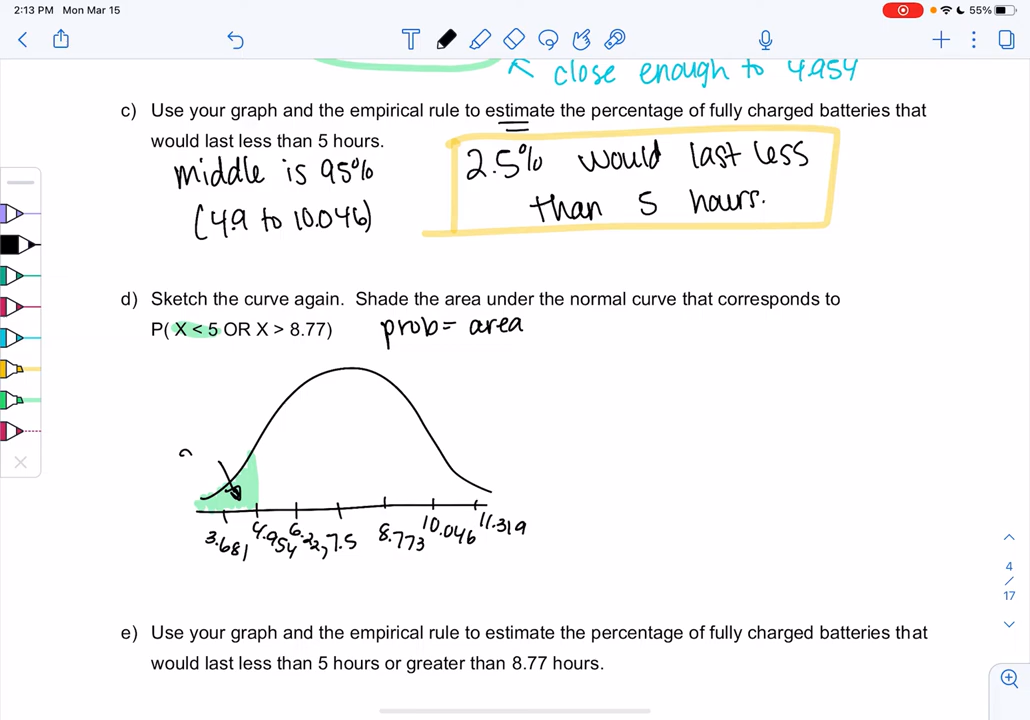 2:13 PM Mon Mar 15
55%
T
close enough to 4.954
c) Use your graph and the empirical rule to estimate the percentage of fully charged batteries that
would last less than 5 hours.
middle is 95%
(4.9 to 10.046)
2.5% would last less
than 5 hours.
d) Sketch the curve again. Shade the area under the normal curve that corresponds to
P( X < 5 OR X > 8.77)
prob= area
3.681 4.954 6.227 7.5 8.773 10.046 11.319
4
/
17
e) Use your graph and the empirical rule to estimate the percentage of fully charged batteries that
would last less than 5 hours or greater than 8.77 hours.